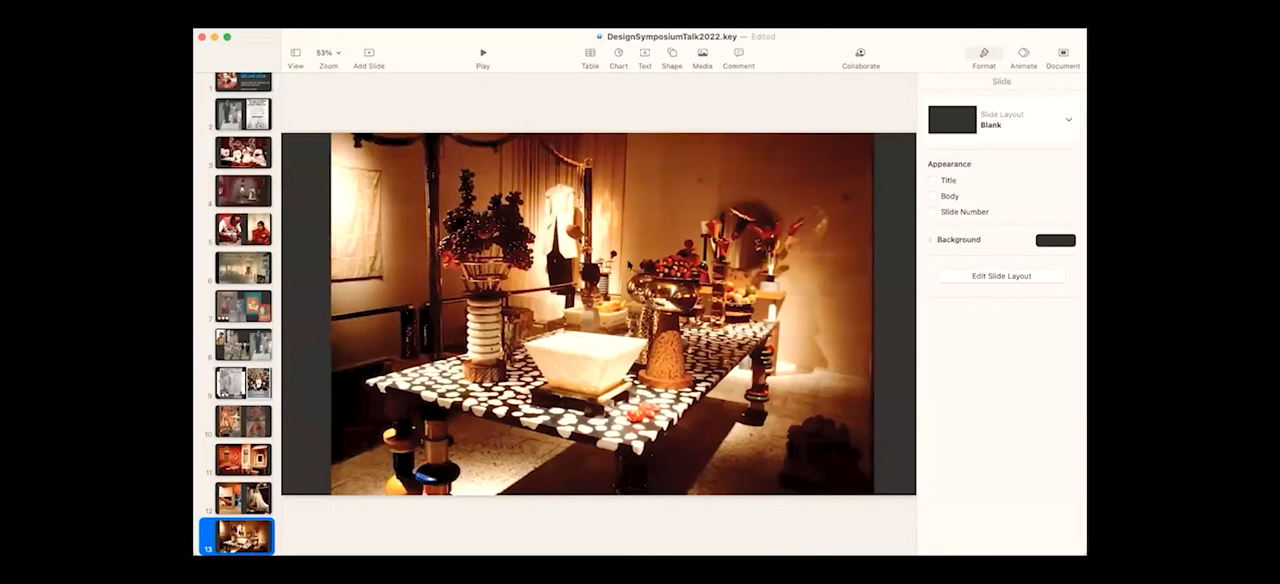 DesignSymposiumTalk2022.key — Edited
53%
View
Zoom
Add Slide
Play
Table
Chart
Text
Shape
Media
Comment
Collaborate
Format
Animate
Document
Slide
Slide Layout
Blank
Appearance
Title
Body
Slide Number
Background
Edit Slide Layout
1
2
3
4
5
6
7
8
9
10
11
12
13